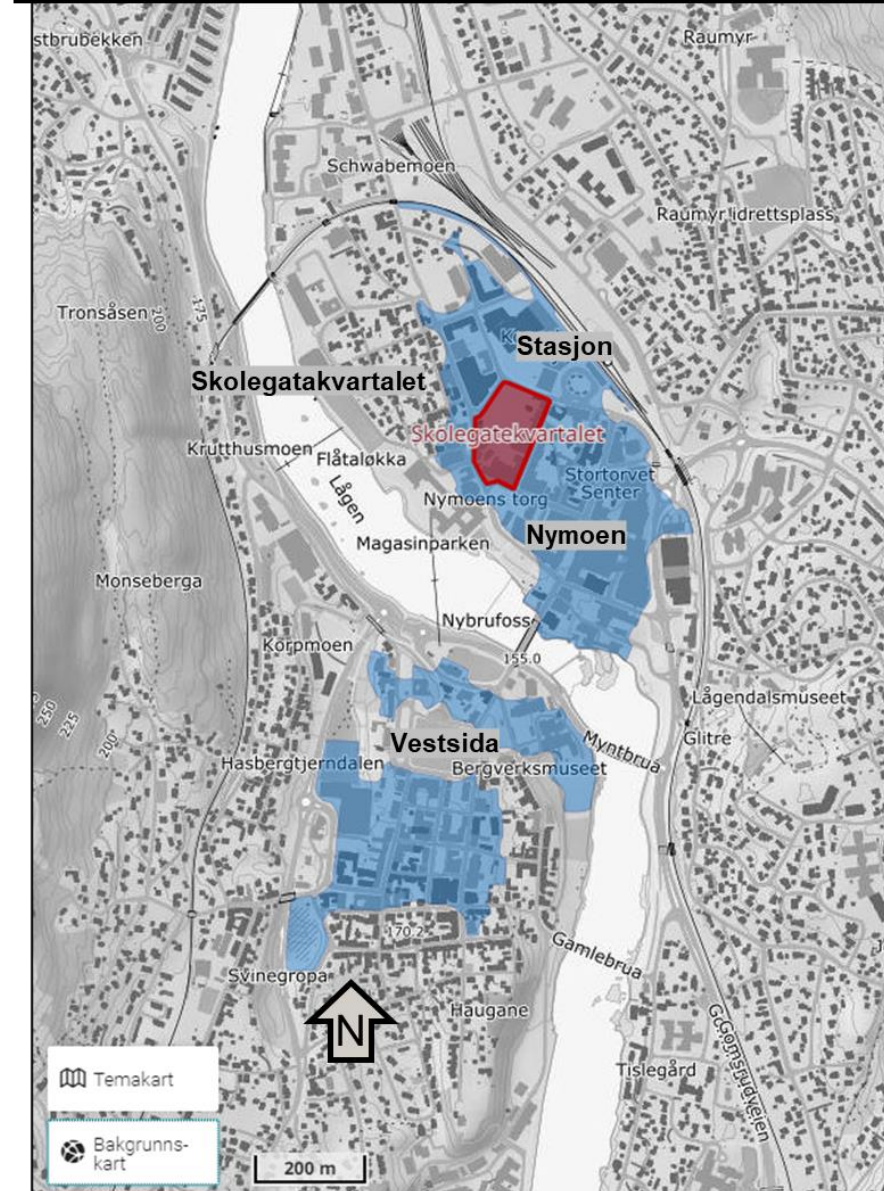 stbrubekken
Raumyr
Schwabemoen
Raumyr idrettsplass
Tronsåsen
200
175
Stasjon
Skolegatakvartalet
Skolegatekvartalet
Krutthusmoen
Flåtaløkka
Lågen
Stortorvet
Senter
Nymoens torg
Nymoen
Magasinparken
Monseberga
Nybrufoss
Korpmoen
155.0
Lågendalsmuseet
250
225
200
Myntbrua
Glitre
Vestsida
Hasbergtjerndalen
Bergverksmuseet
170.2
Gamlebrua
Svinegropa
N
Haugane
Gomsrudveien
Tislegård
Temakart
Bakgrunns-
kart
200 m